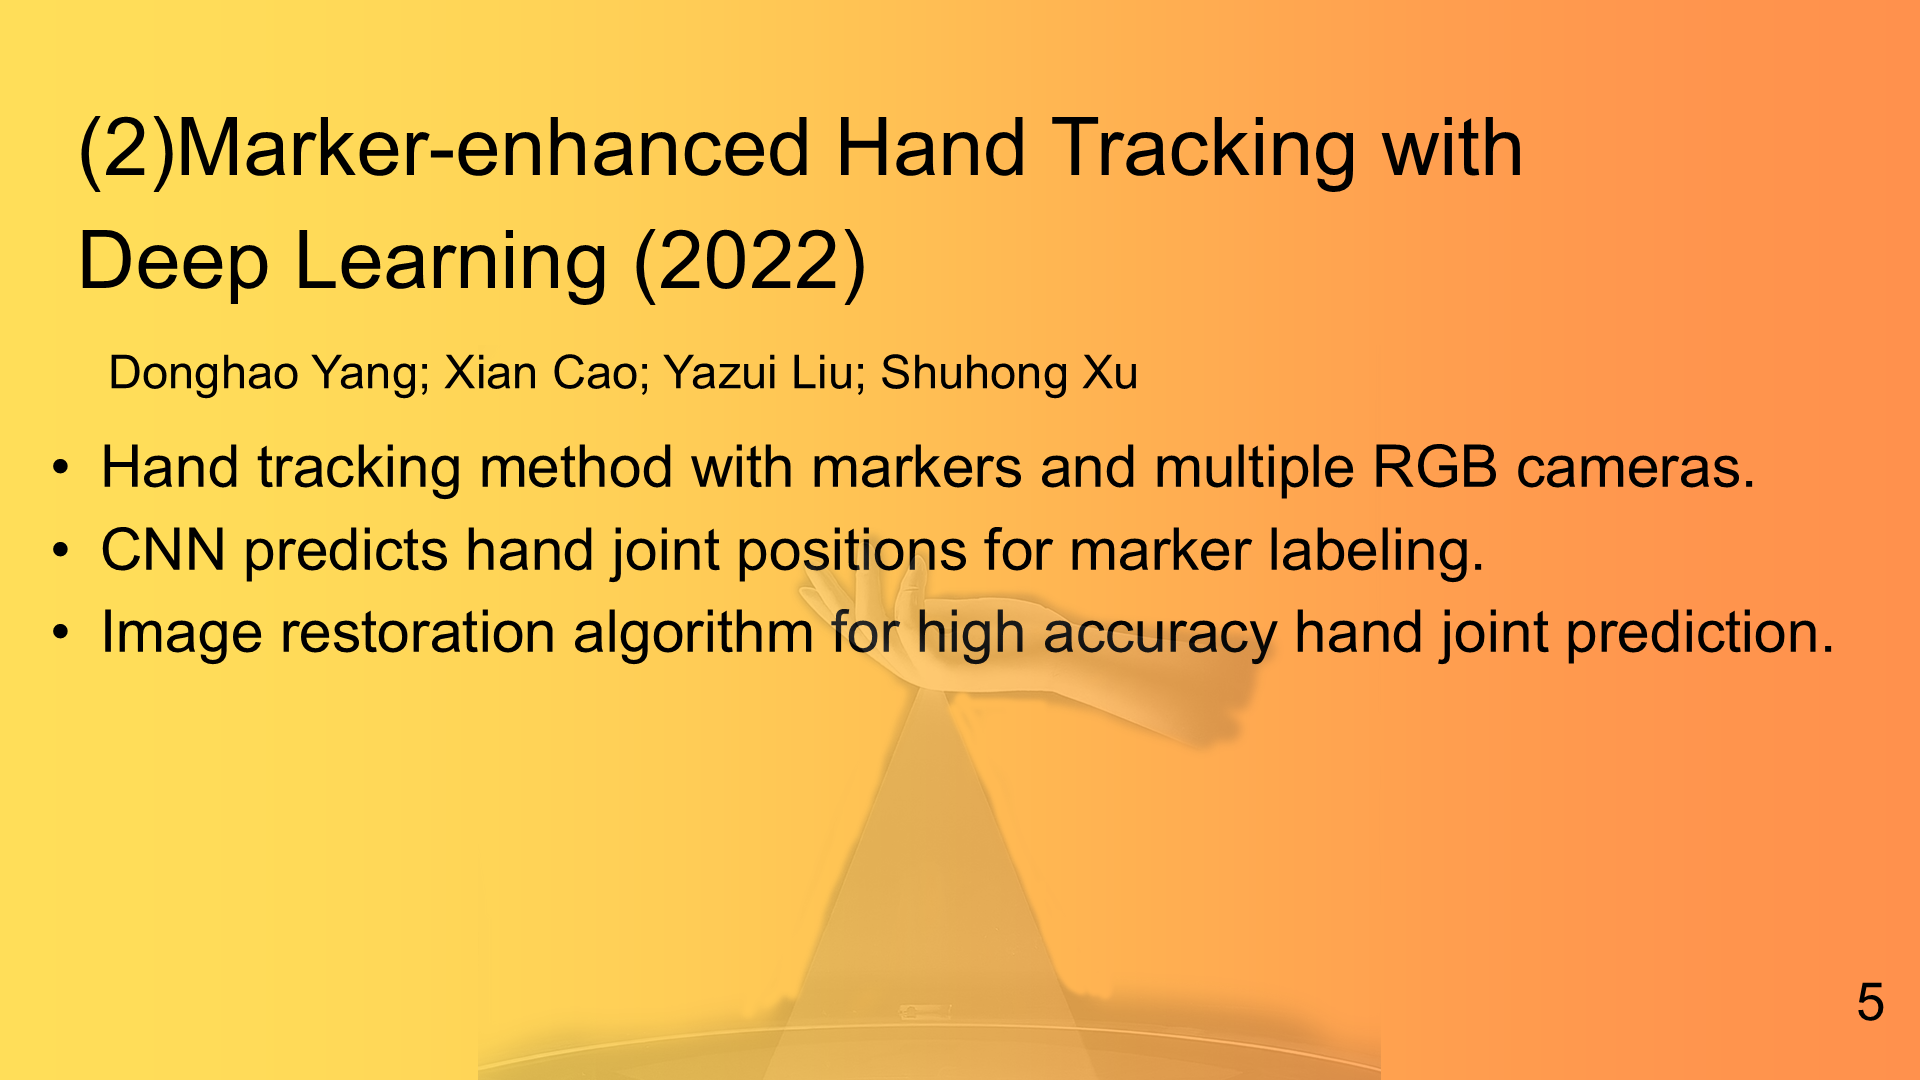 (2)Marker-enhanced Hand Tracking with
Deep Learning (2022)
Donghao Yang; Xian Cao; Yazui Liu; Shuhong Xu
• Hand tracking method with markers and multiple RGB cameras.
• CNN predicts hand joint positions for marker labeling.
• Image restoration algorithm for high accuracy hand joint prediction.
5